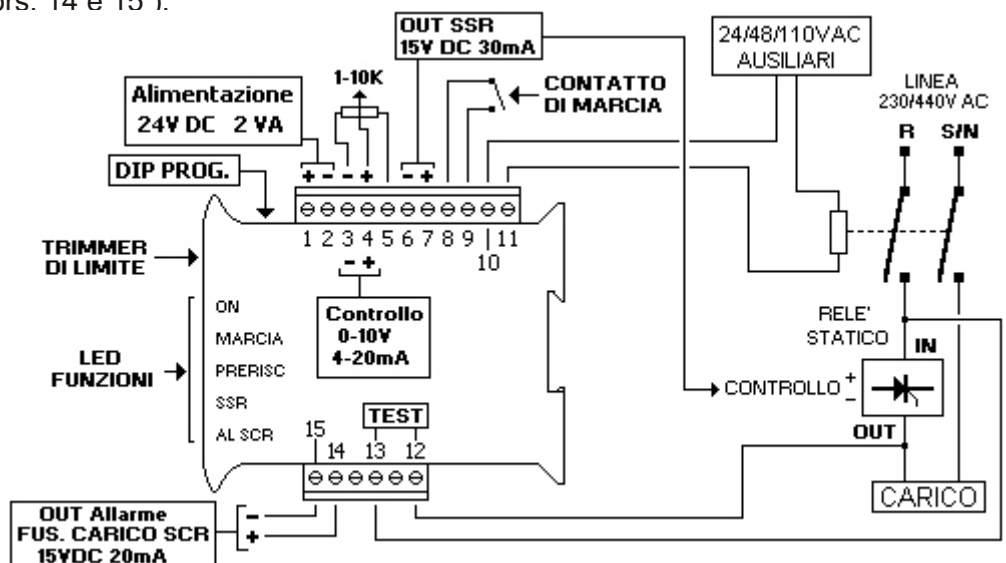 ors. 14 e 15 ).
OUT SSR
15V DC 30mA
24/48/110VAC
AUSILIARI
1-10K
CONTATTO
DI MARCIA
LINEA
230/440V AC
Alimentazione
24V DC 2 VA
R S/N
+ - - + - +
DIP PROG.
1 2 3 4 5 6 7 8 9 | 11
10
TRIMMER
DI LIMITE
- +
Controllo
0-10V
4-20mA
LED
FUNZIONI
ON
MARCIA
PRERISC
SSR
AL SCR
RELE'
STATICO
IN
CONTROLLO + -
OUT
TEST
15
14 13 12
CARICO
OUT Allarme
FUS. CARICO SCR
15VDC 20mA
-
+